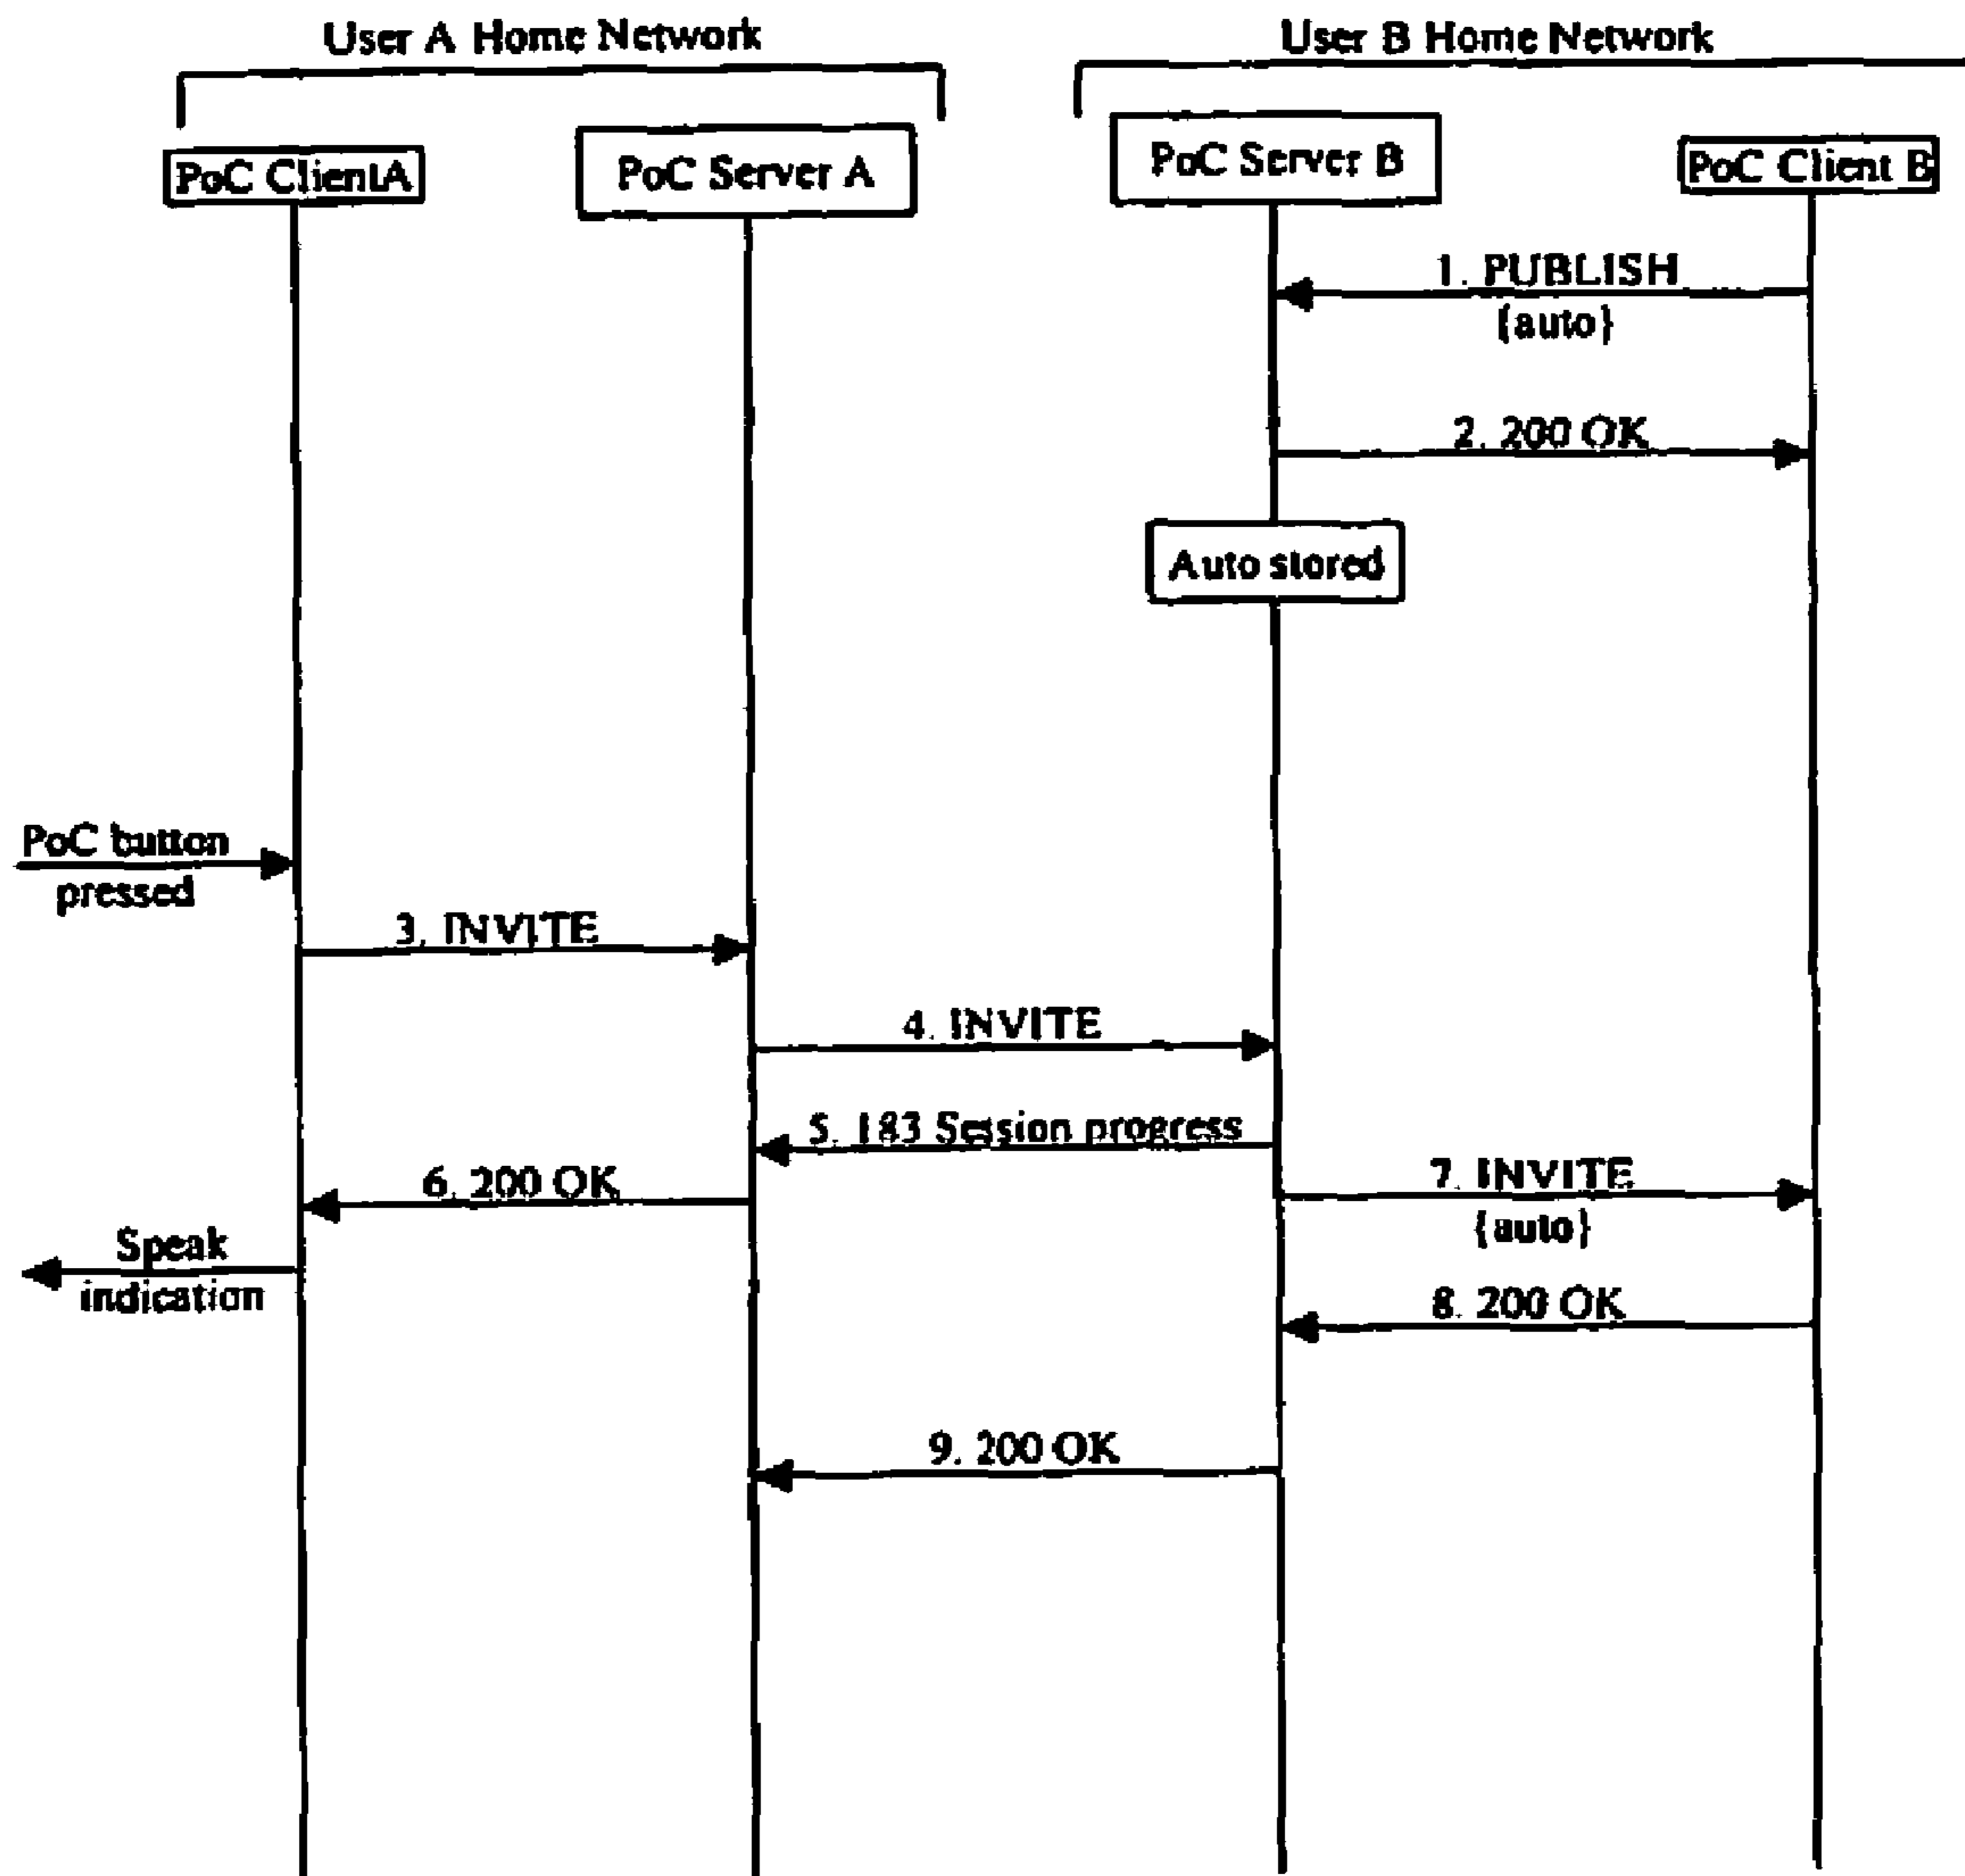 User A Home Network
User B Home Network
PoC Client A
PoC Server A
PoC Server B
PoC Client B
1. PUBLISH
{auto}
2. 200 OK
Auto stored
PoC button
pressed
3. INVITE
4. INVITE
5. 183 Session progress
6. 200 OK
7. INVITE
{auto}
Speak
indication
8. 200 OK
9. 200 OK